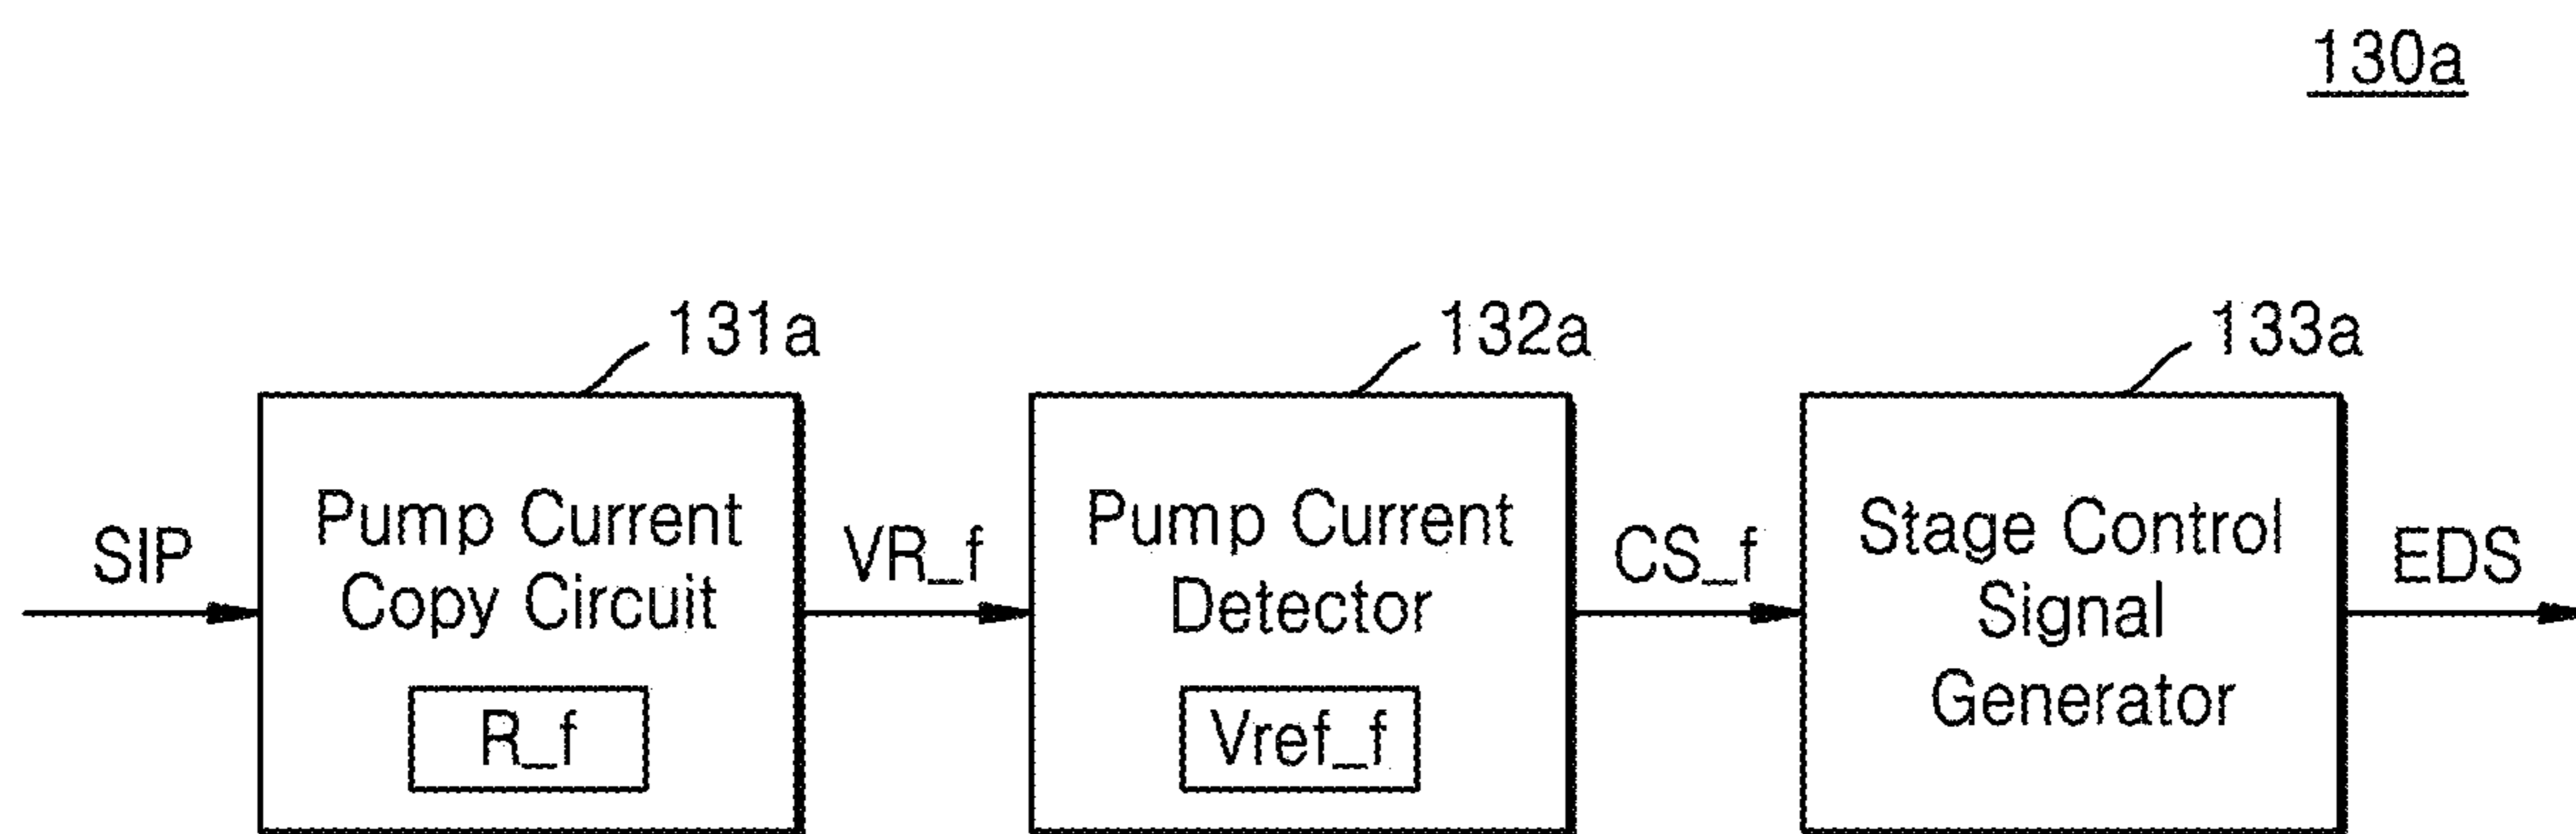 130a
131a
132a
133a
SIP
Pump Current
Copy Circuit
R_f
VR_f
Pump Current
Detector
Vref_f
CS_f
Stage Control
Signal
Generator
EDS